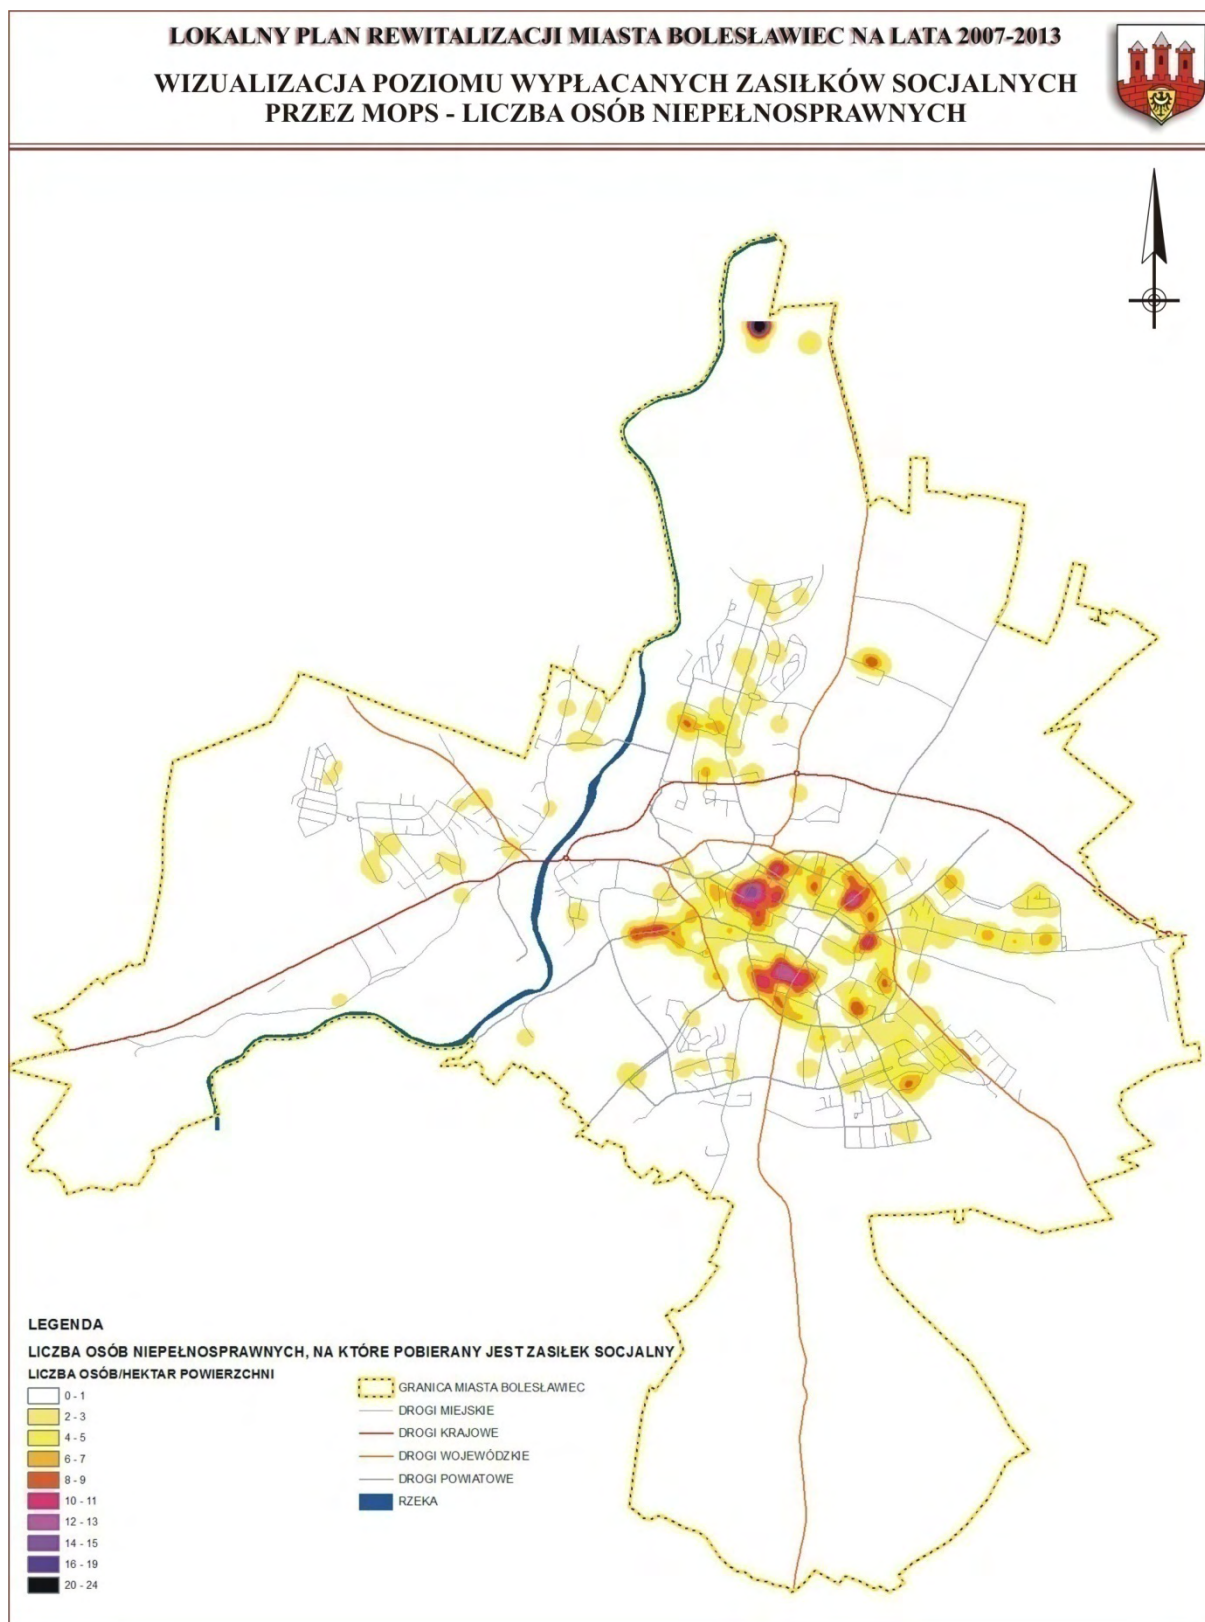 LOKALNY PLAN REWITALIZACJI MIASTA BOLESŁAWIEC NA LATA 2007-2013
WIZUALIZACJA POZIOMU WYPŁACANYCH ZASIŁKÓW SOCJALNYCH
PRZEZ MOPS - LICZBA OSÓB NIEPEŁNOSPRAWNYCH
LEGENDA
LICZBA OSÓB NIEPEŁNOSPRAWNYCH, NA KTÓRE POBIERANY JEST ZASIŁEK SOCJALNY
LICZBA OSÓB/HEKTAR POWIERZCHNI
0 - 1
2 - 3
4 - 5
6 - 7
8 - 9
10 - 11
12 - 13
14 - 15
16 - 19
20 - 24
GRANICA MIASTA BOLESŁAWIEC
DROGI MIEJSKIE
DROGI KRAJOWE
DROGI WOJEWÓDZKIE
DROGI POWIATOWE
RZEKA